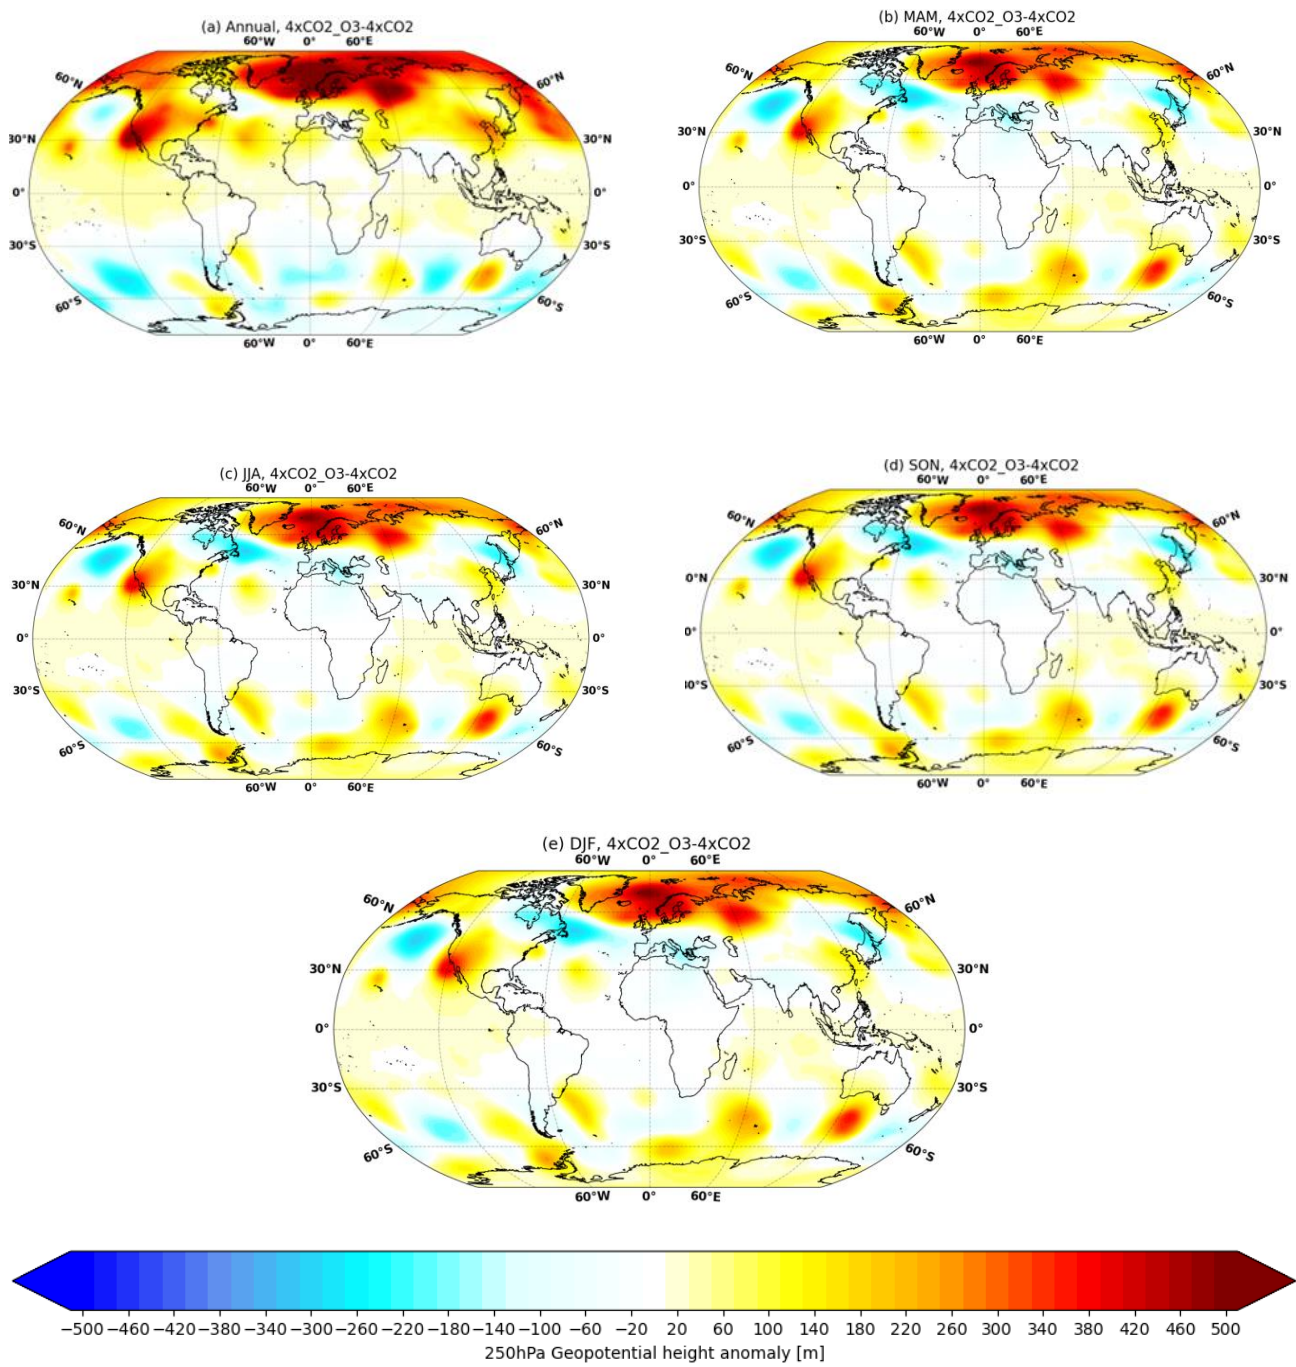 (a) Annual, 4xCO2_O3-4xCO2
60°W 0° 60°E
60°N 60°N
30°N 30°N
0° 0°
30°S 30°S
60°S 60°S
60°W 0° 60°E
(b) MAM, 4xCO2_O3-4xCO2
60°W 0° 60°E
60°N 60°N
30°N 30°N
0° 0°
30°S 30°S
60°S 60°S
60°W 0° 60°E
(c) JJA, 4xCO2_O3-4xCO2
60°W 0° 60°E
60°N 60°N
30°N 30°N
0° 0°
30°S 30°S
60°S 60°S
60°W 0° 60°E
(d) SON, 4xCO2_O3-4xCO2
60°W 0° 60°E
60°N 60°N
0°N 30°N
0° 0°
30°S
60°S 60°S
60°W 0° 60°E
(e) DJF, 4xCO2_O3-4xCO2
60°W 0° 60°E
60°N 60°N
30°N 30°N
0° 0°
30°S 30°S
60°S 60°S
60°W 0° 60°E
−500 −460 −420 −380 −340 −300 −260 −220 −180 −140 −100 −60 −20 20 60 100 140 180 220 260 300 340 380 420 460 500
250hPa Geopotential height anomaly [m]